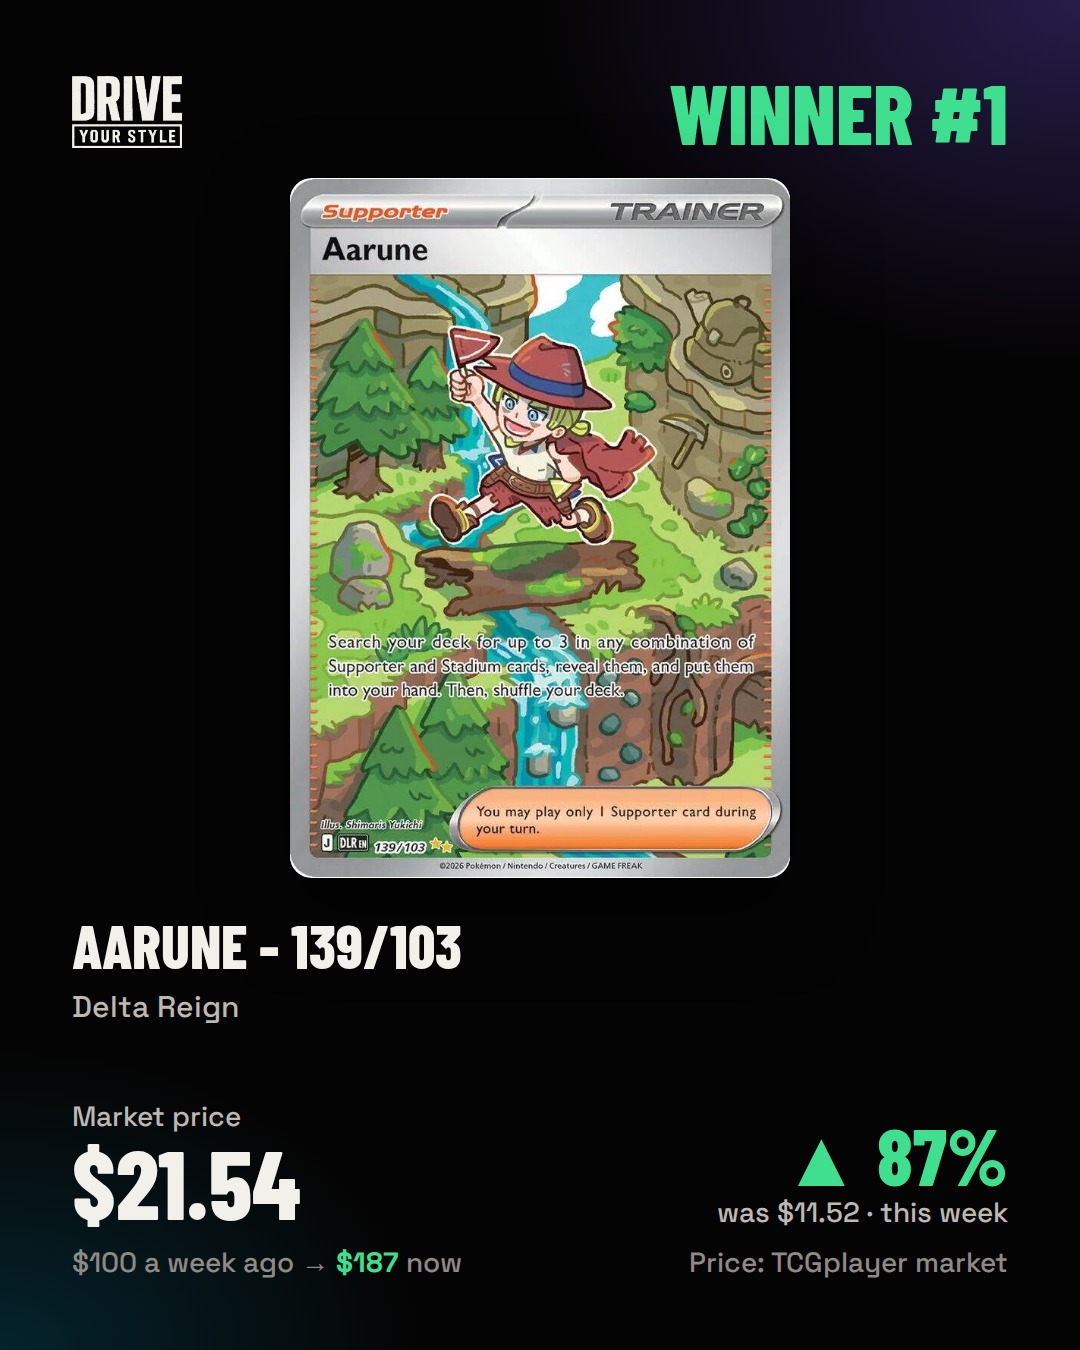 DRIVE
YOUR STYLE
WINNER #1
Supporter
TRAINER
Aarune
Search your deck for up to 3 in any combination of
Supporter and Stadium cards, reveal them, and put them
into your hand. Then, shuffle your deck.
You may play only 1 Supporter card during
your turn.
Illus. Shimaris Yukichi
J DLR EN 139/103
©2026 Pokémon / Nintendo / Creatures / GAME FREAK
AARUNE - 139/103
Delta Reign
Market price
$21.54
$100 a week ago → $187 now
▲ 87%
was $11.52 · this week
Price: TCGplayer market